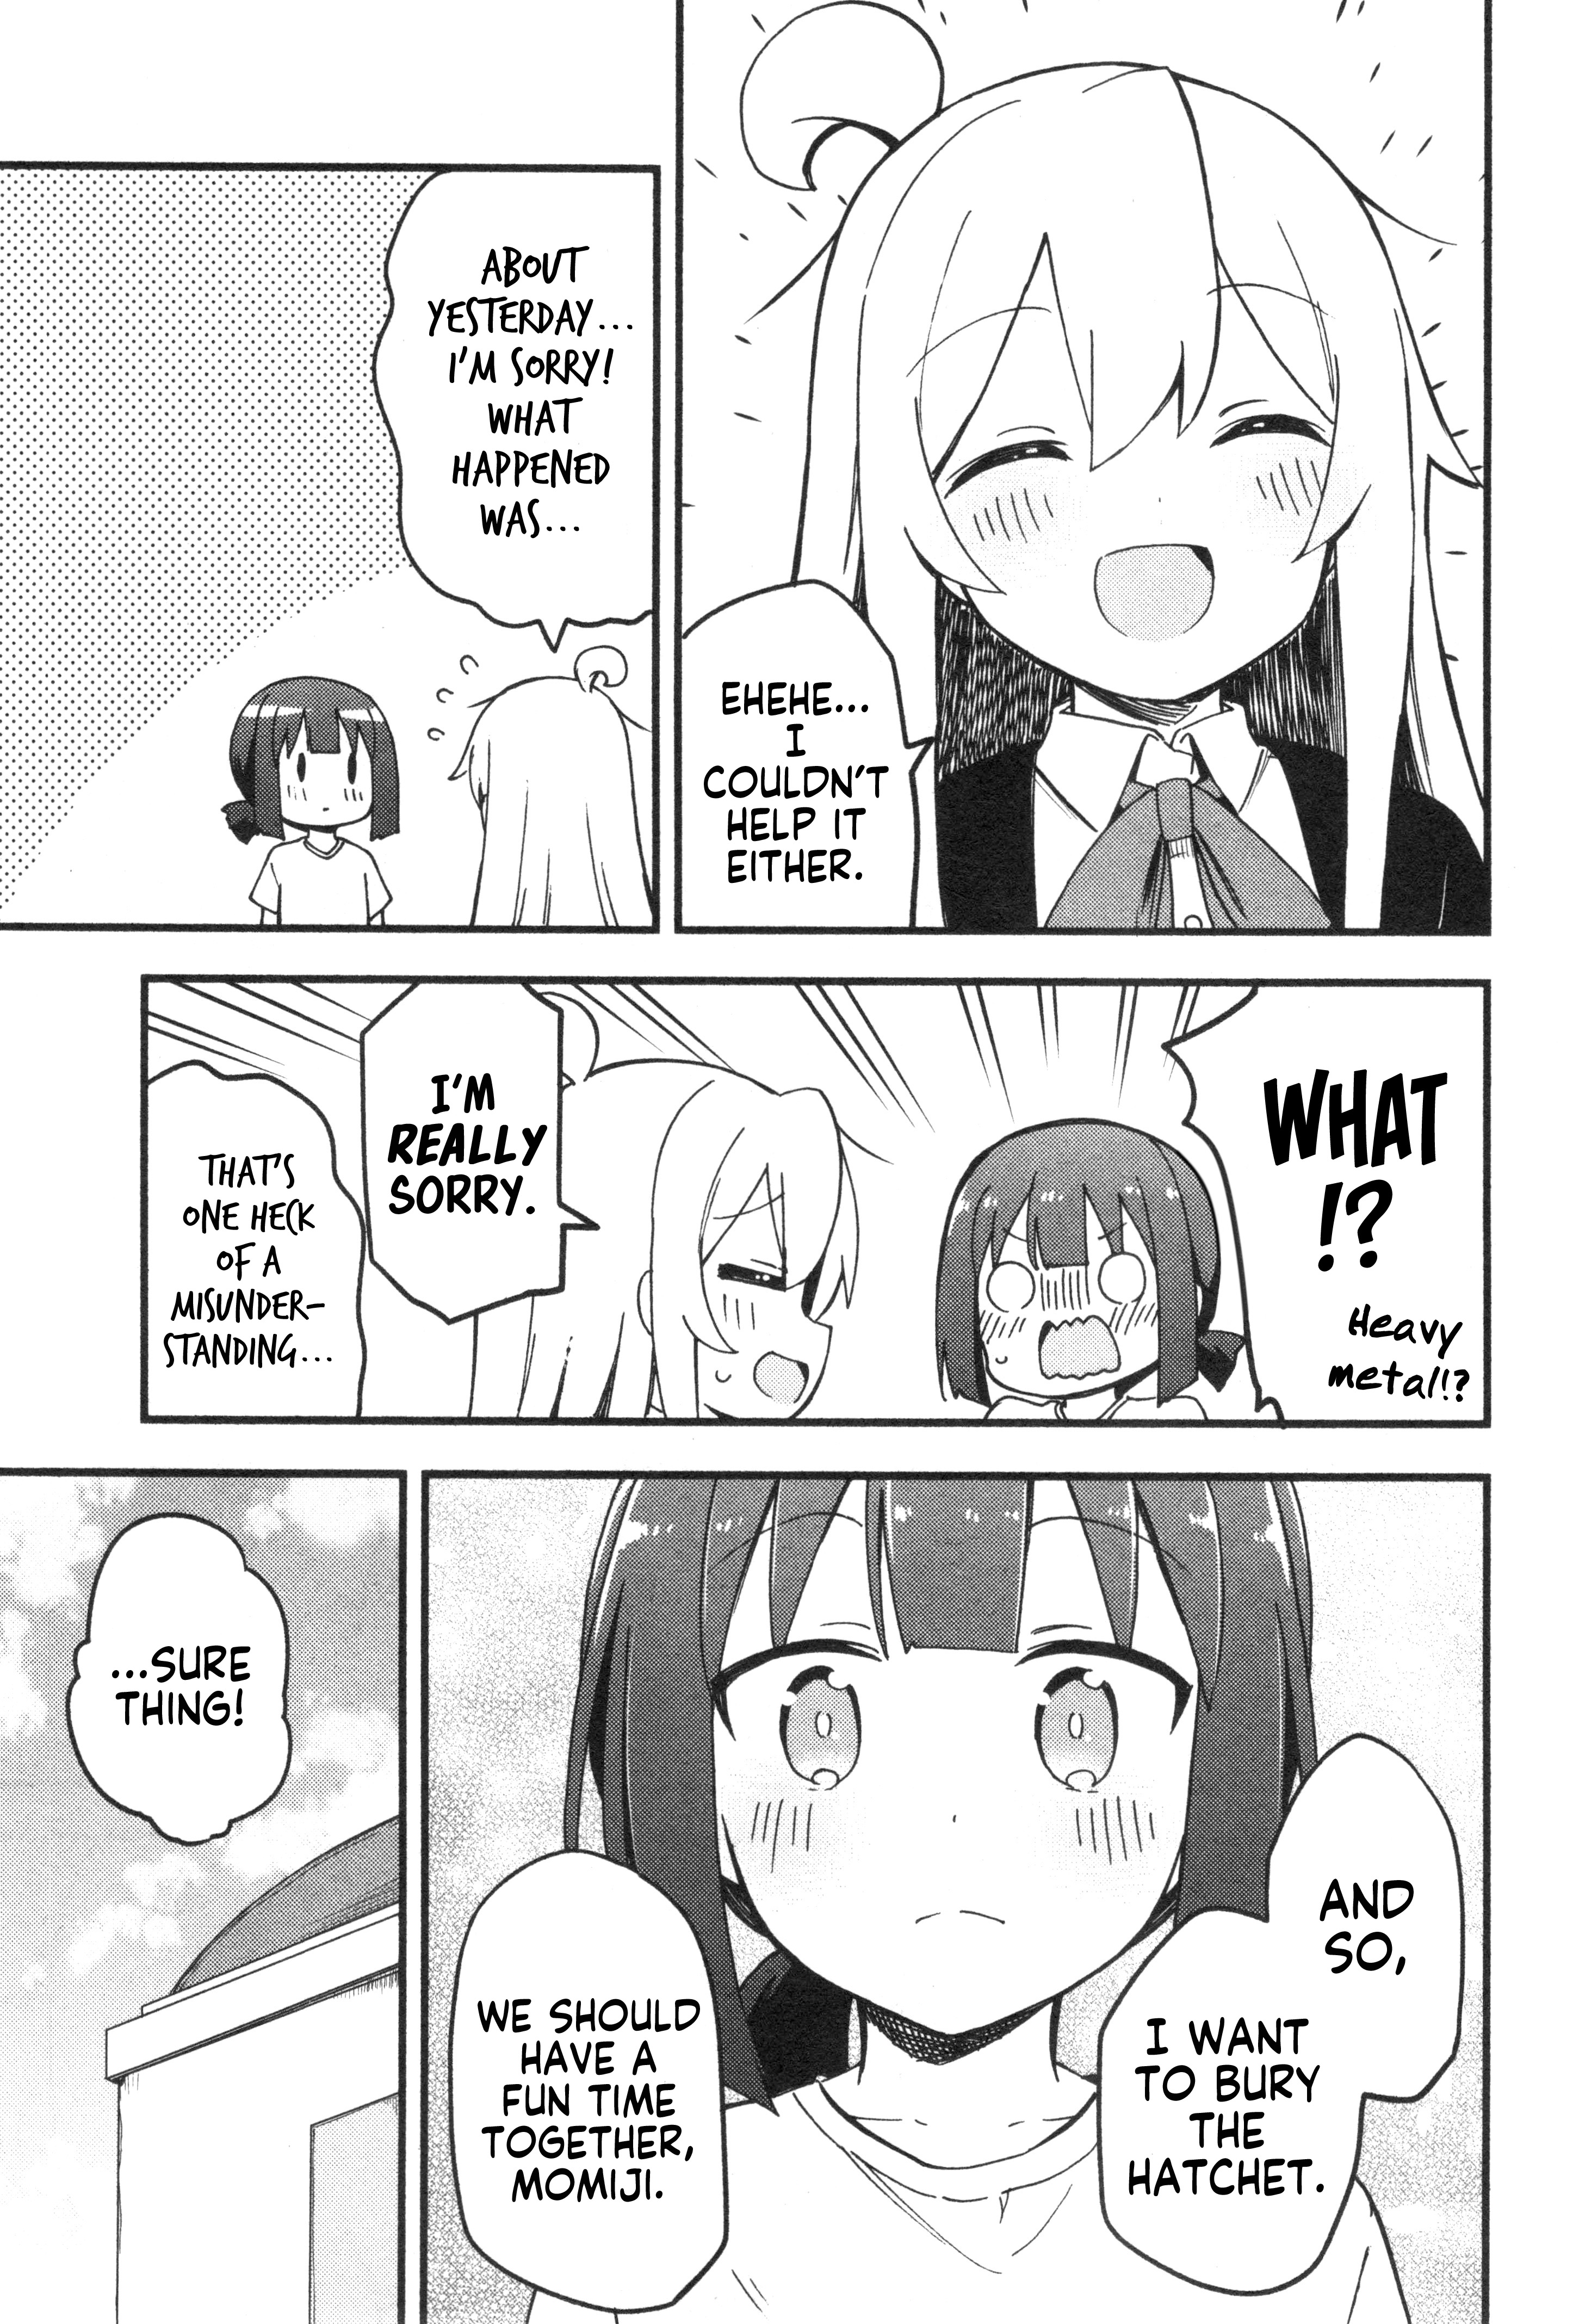 EHEHE...
I
COULDN'T
HELP IT
EITHER.
ABOUT
YESTERDAY...
I'M SORRY!
WHAT
HAPPENED
WAS...
WHAT
!?
Heavy
metal!?
I'M
REALLY
SORRY.
THAT'S
ONE HECK
OF A
MISUNDER-
STANDING...
AND
SO,
I WANT
TO BURY
THE
HATCHET.
WE SHOULD
HAVE A
FUN TIME
TOGETHER,
MOMIJI.
...SURE
THING!